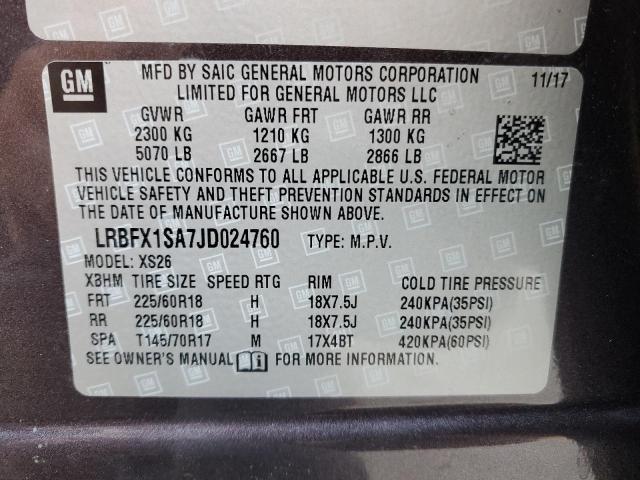 GM
MFD BY SAIC GENERAL MOTORS CORPORATION 11/17
LIMITED FOR GENERAL MOTORS LLC
GVWR GAWR FRT GAWR RR
2300 KG 1210 KG 1300 KG
5070 LB 2667 LB 2866 LB
THIS VEHICLE CONFORMS TO ALL APPLICABLE U.S. FEDERAL MOTOR
VEHICLE SAFETY AND THEFT PREVENTION STANDARDS IN EFFECT ON
THE DATE OF MANUFACTURE SHOWN ABOVE.
LRBFX1SA7JD024760 TYPE: M.P.V.
MODEL: XS26
XBHM TIRE SIZE SPEED RTG RIM COLD TIRE PRESSURE
FRT 225/60R18 H 18X7.5J 240KPA(35PSI)
RR 225/60R18 H 18X7.5J 240KPA(35PSI)
SPA T145/70R17 M 17X4BT 420KPA(60PSI)
SEE OWNER'S MANUAL FOR MORE INFORMATION.